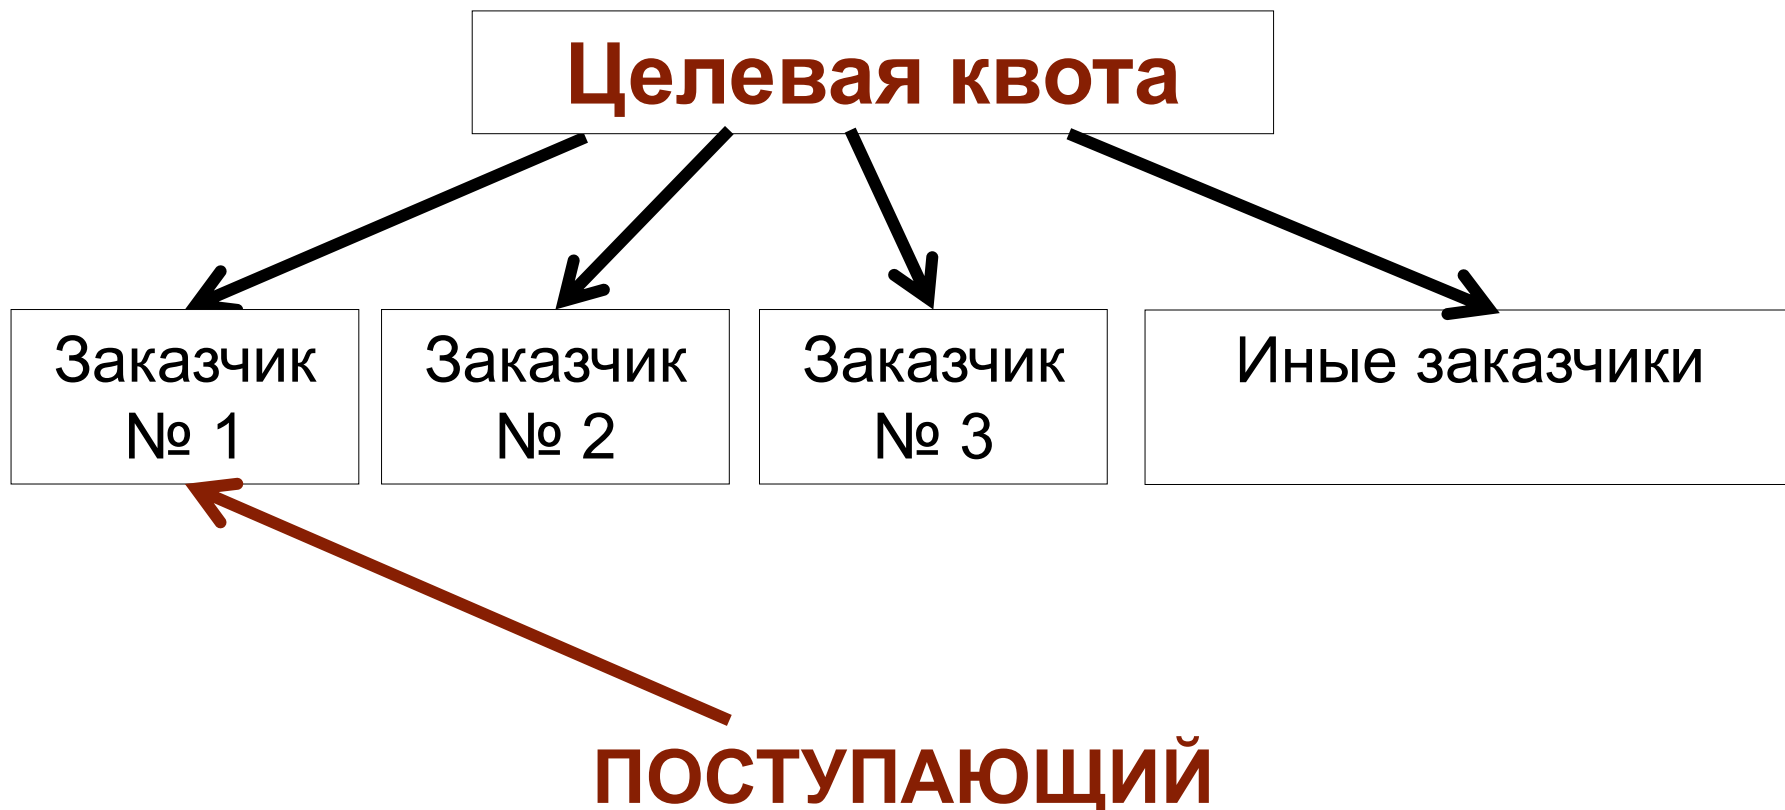 Целевая квота
Заказчик
№ 1
Заказчик
№ 2
Заказчик
№ 3
Иные заказчики
ПОСТУПАЮЩИЙ